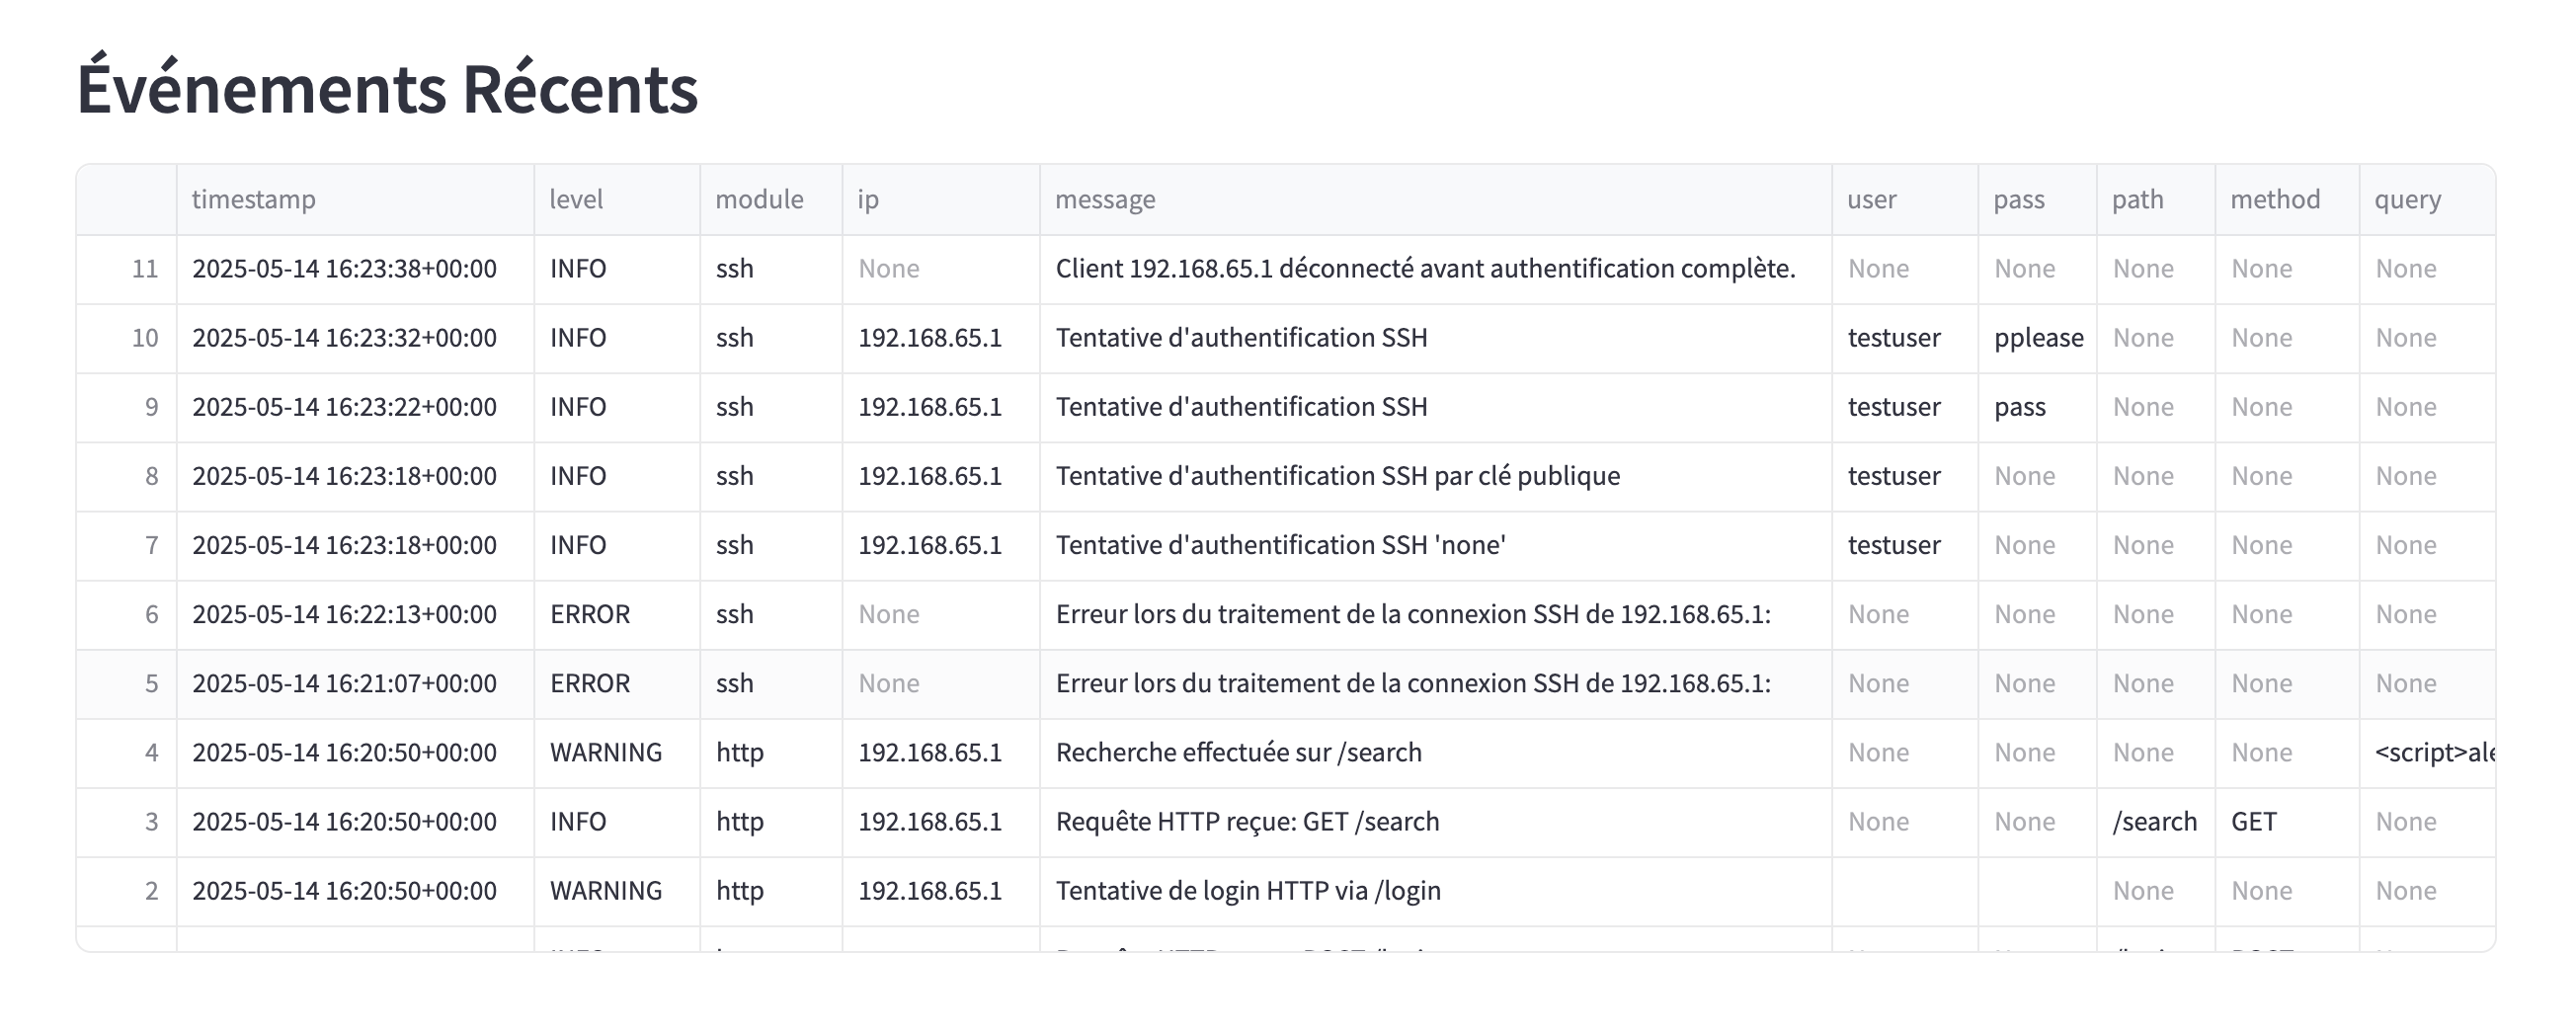 Événements Récents
timestamp level module ip message user pass path method query
11 2025-05-14 16:23:38+00:00 INFO ssh None Client 192.168.65.1 déconnecté avant authentification complète. None None None None None
10 2025-05-14 16:23:32+00:00 INFO ssh 192.168.65.1 Tentative d'authentification SSH testuser pplease None None None
9 2025-05-14 16:23:22+00:00 INFO ssh 192.168.65.1 Tentative d'authentification SSH testuser pass None None None
8 2025-05-14 16:23:18+00:00 INFO ssh 192.168.65.1 Tentative d'authentification SSH par clé publique testuser None None None None
7 2025-05-14 16:23:18+00:00 INFO ssh 192.168.65.1 Tentative d'authentification SSH 'none' testuser None None None None
6 2025-05-14 16:22:13+00:00 ERROR ssh None Erreur lors du traitement de la connexion SSH de 192.168.65.1: None None None None None
5 2025-05-14 16:21:07+00:00 ERROR ssh None Erreur lors du traitement de la connexion SSH de 192.168.65.1: None None None None None
4 2025-05-14 16:20:50+00:00 WARNING http 192.168.65.1 Recherche effectuée sur /search None None None None <script>ale
3 2025-05-14 16:20:50+00:00 INFO http 192.168.65.1 Requête HTTP reçue: GET /search None None /search GET None
2 2025-05-14 16:20:50+00:00 WARNING http 192.168.65.1 Tentative de login HTTP via /login None None None